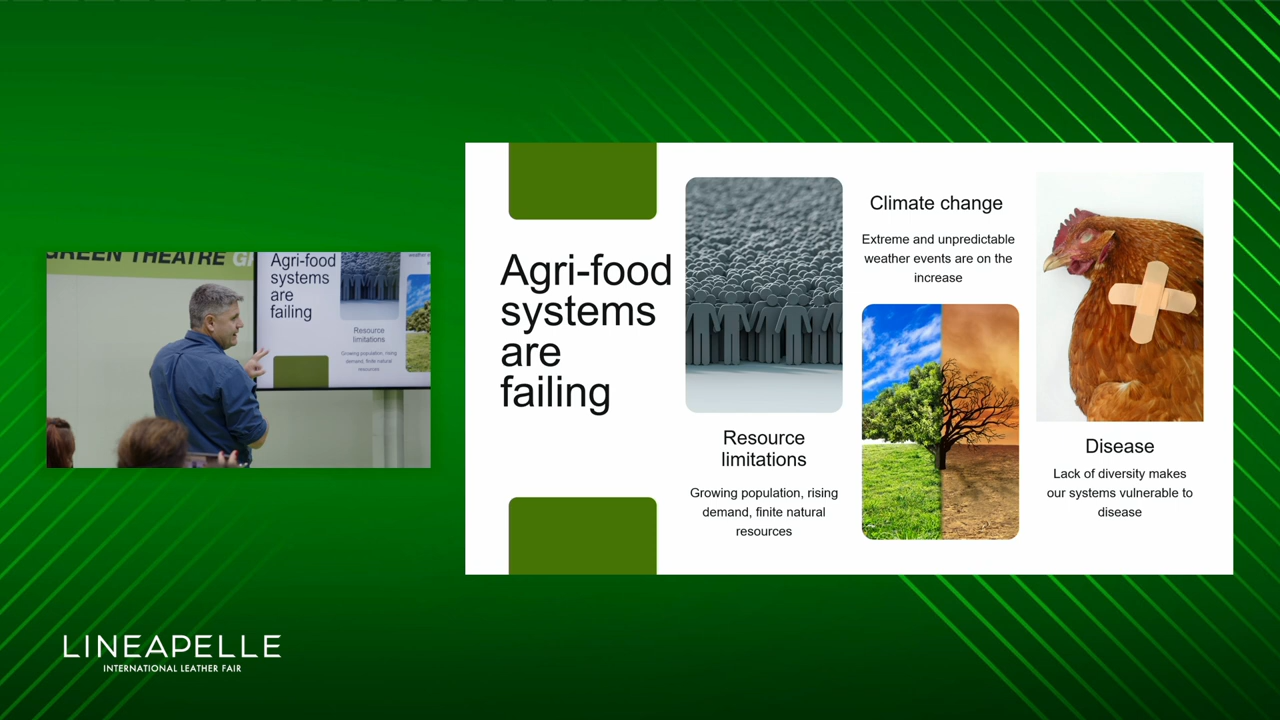 GREEN THEATRE
Agri-food
systems
are
failing
Resource
limitations
Growing population, rising
demand, finite natural
resources
LINEAPELLE
INTERNATIONAL LEATHER FAIR
Agri-food
systems
are
failing
Resource
limitations
Growing population, rising
demand, finite natural
resources
Climate change
Extreme and unpredictable
weather events are on the
increase
Disease
Lack of diversity makes
our systems vulnerable to
disease